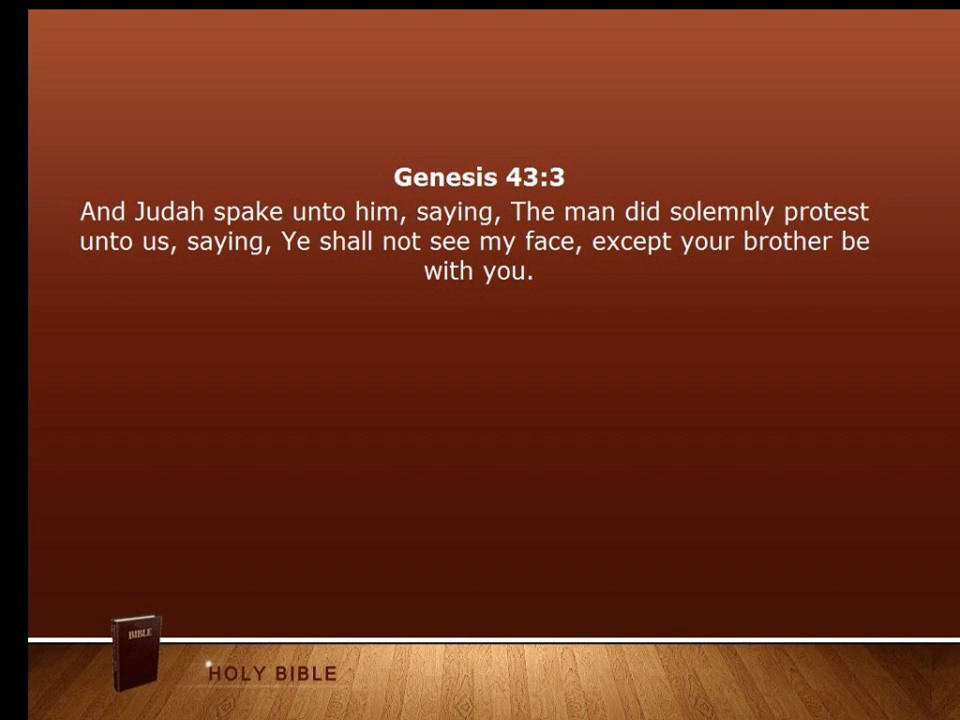 Genesis 43:3
And Judah spake unto him, saying, The man did solemnly protest
unto us, saying, Ye shall not see my face, except your brother be
with you.
BIBLE
HOLY BIBLE